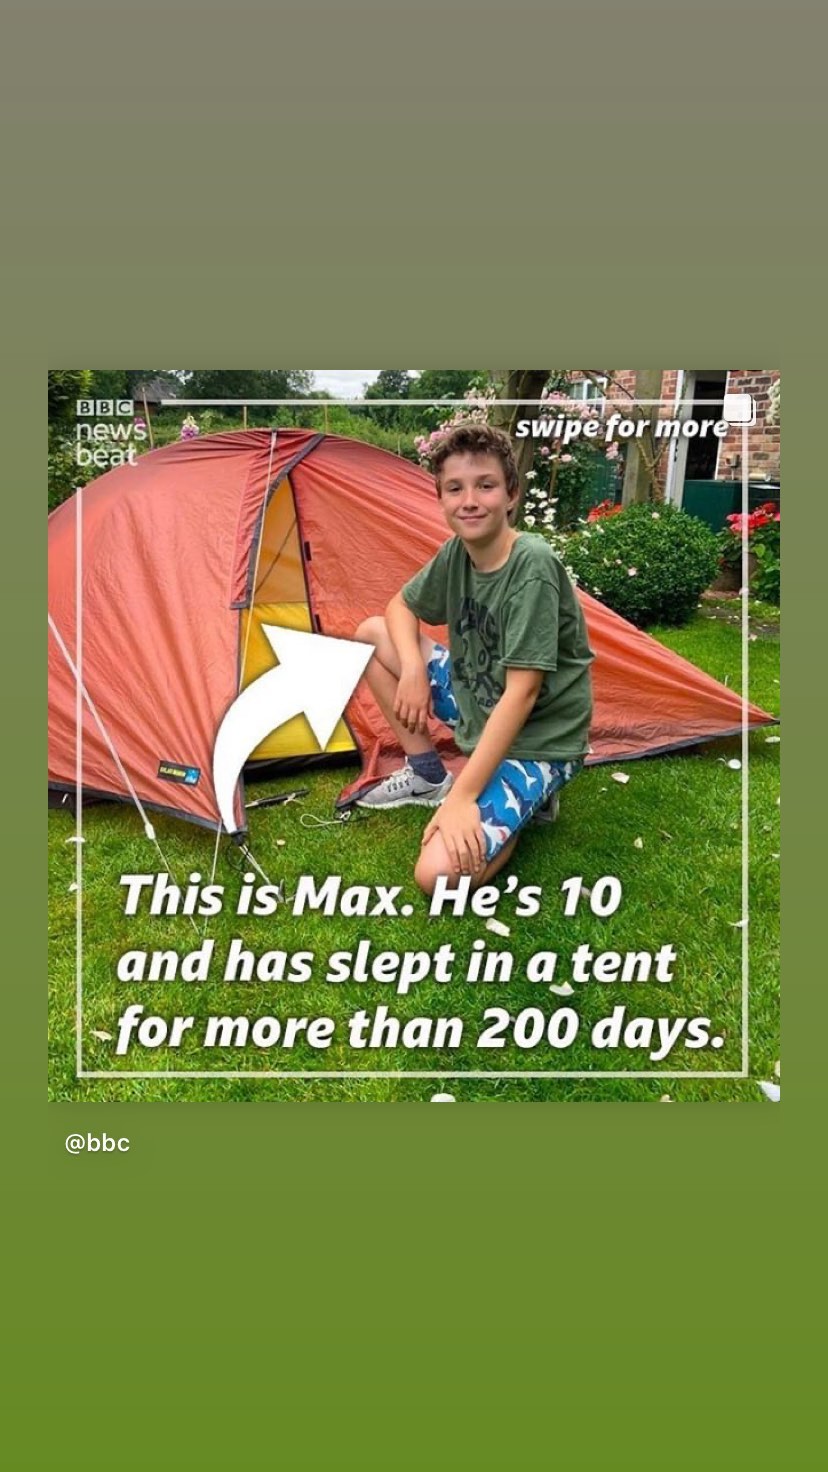 BBC
news
beat
swipe for more
This is Max. He's 10
and has slept in a tent
for more than 200 days.
@bbc